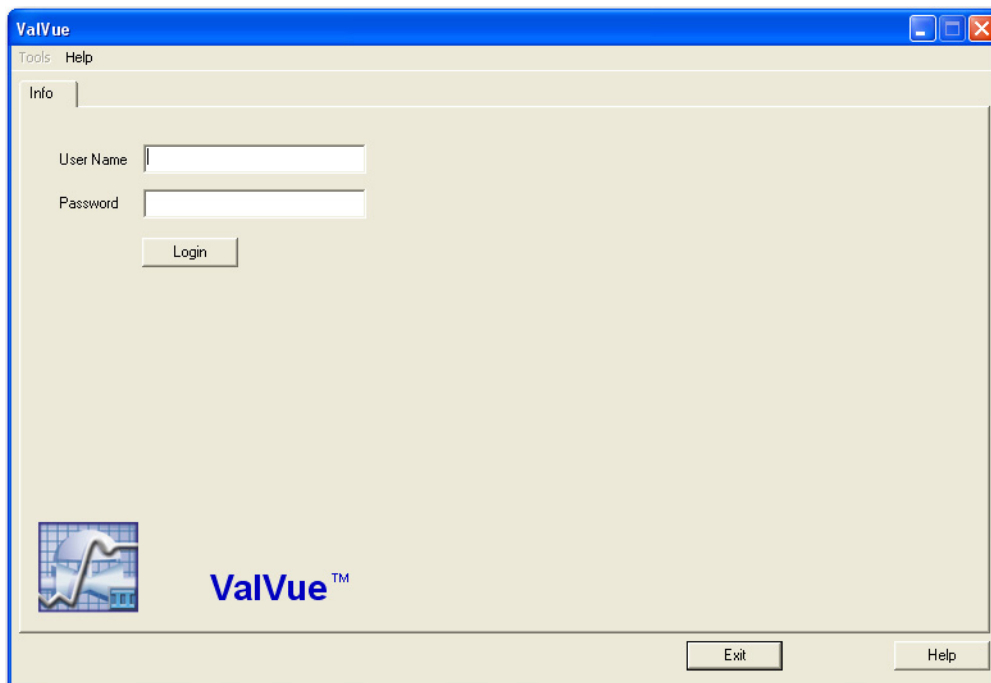 ValVue
Tools Help
Info
User Name
Password
Login
ValVue™
Exit Help